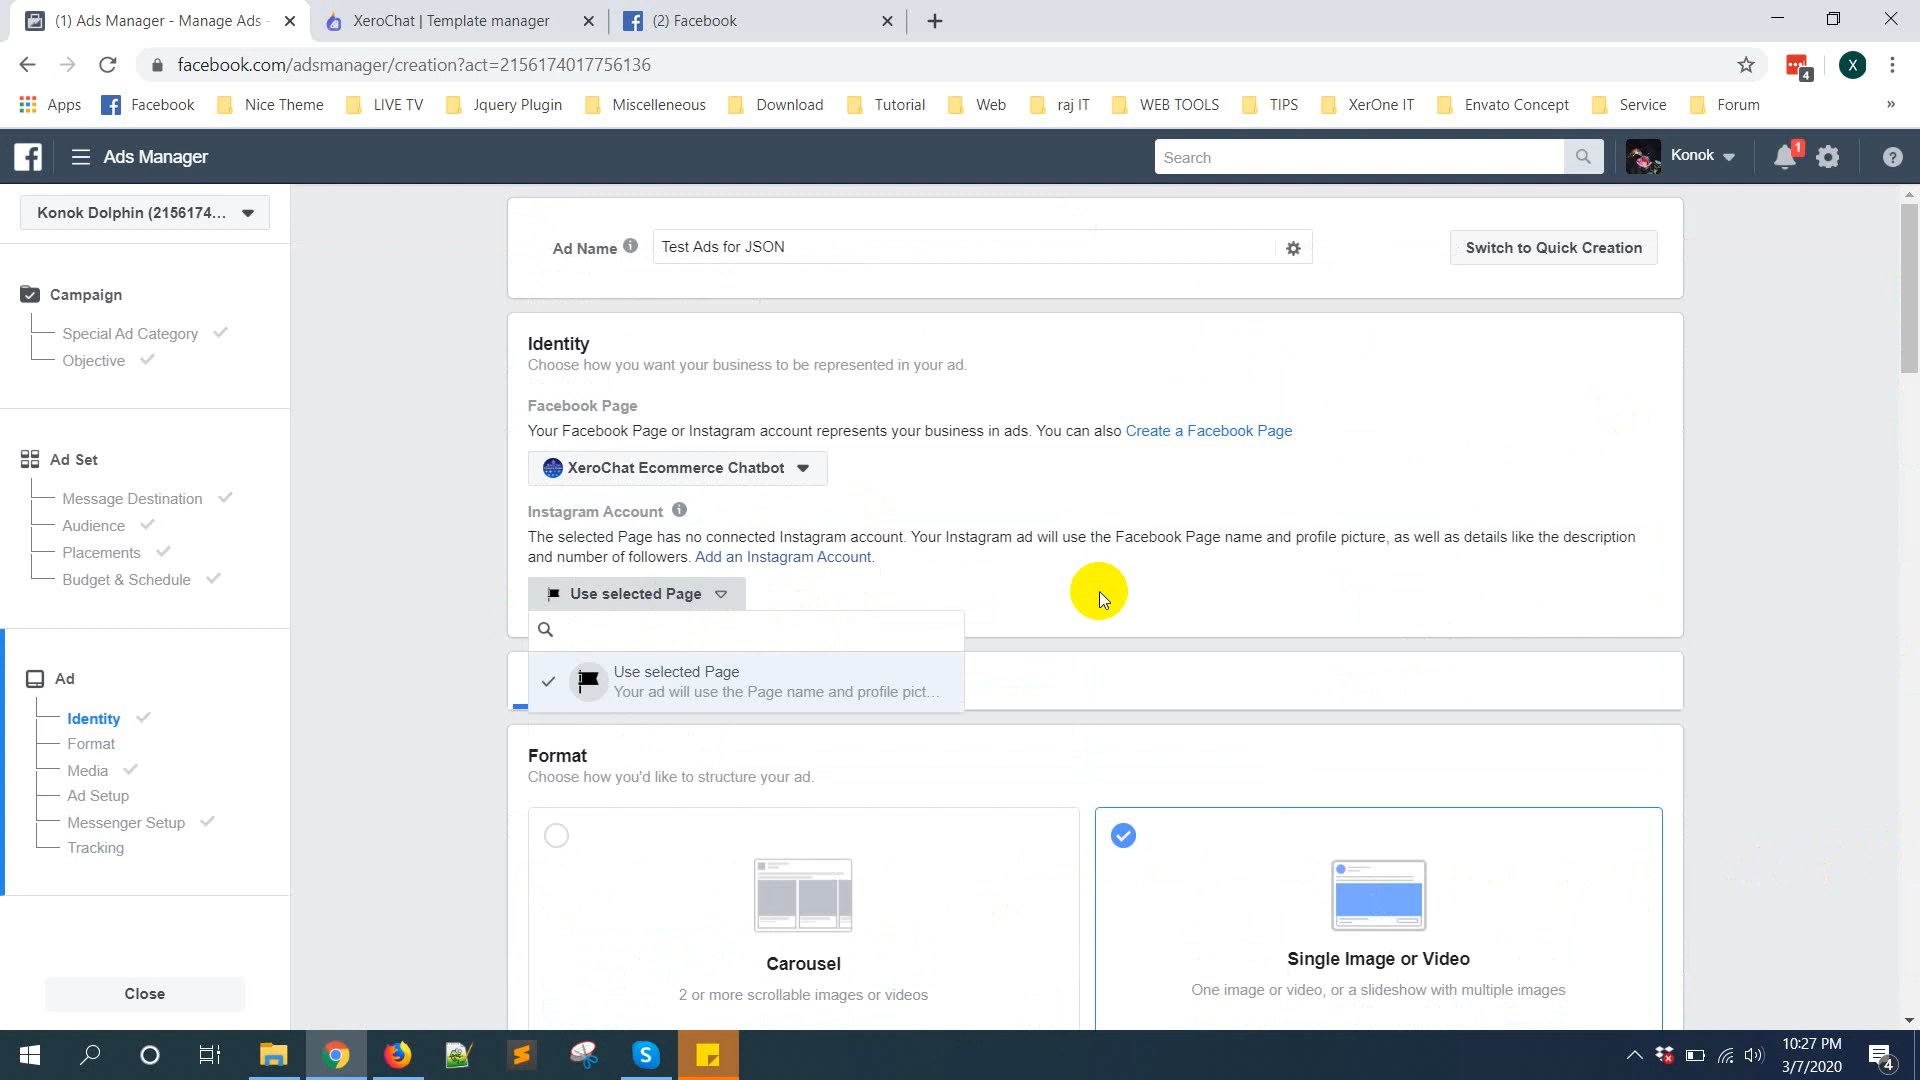 (1) Ads Manager - Manage Ads -
XeroChat | Template manager
(2) Facebook
facebook.com/adsmanager/creation?act=2156174017756136
4
X
Apps
Facebook
Nice Theme
LIVE TV
Jquery Plugin
Miscelleneous
Download
Tutorial
Web
raj IT
WEB TOOLS
TIPS
XerOne IT
Envato Concept
Service
Forum
»
Ads Manager
Search
Konok
1
?
Konok Dolphin (2156174...
Campaign
Special Ad Category
Objective
Ad Set
Message Destination
Audience
Placements
Budget & Schedule
Ad
Identity
Format
Media
Ad Setup
Messenger Setup
Tracking
Close
Ad Name
Test Ads for JSON
Switch to Quick Creation
Identity
Choose how you want your business to be represented in your ad.
Facebook Page
Your Facebook Page or Instagram account represents your business in ads. You can also Create a Facebook Page
XeroChat Ecommerce Chatbot
Instagram Account
The selected Page has no connected Instagram account. Your Instagram ad will use the Facebook Page name and profile picture, as well as details like the description
and number of followers. Add an Instagram Account.
Use selected Page
Use selected Page
Your ad will use the Page name and profile pict...
Format
Choose how you'd like to structure your ad.
Carousel
2 or more scrollable images or videos
Single Image or Video
One image or video, or a slideshow with multiple images
10:27 PM
3/7/2020
4